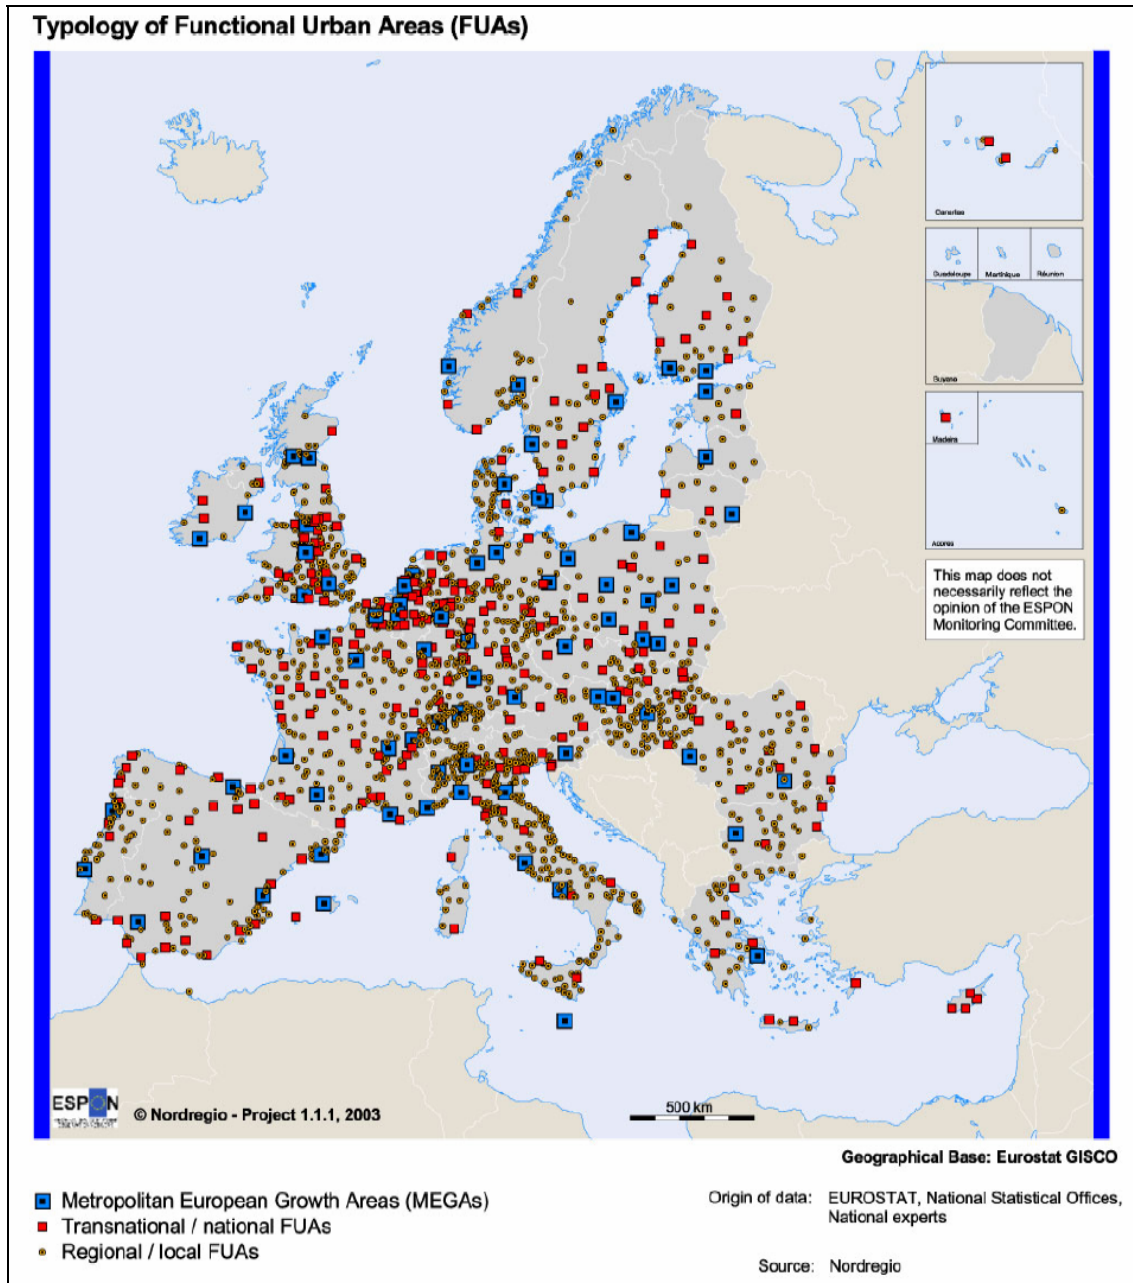 Typology of Functional Urban Areas (FUAs)
Canarias
Guadeloupe
Martinique
Réunion
Guyane
Madeira
Acores
This map does not
necessarily reflect the
opinion of the ESPON
Monitoring Committee.
ESPON
© Nordregio - Project 1.1.1, 2003
500 km
Geographical Base: Eurostat GISCO
Metropolitan European Growth Areas (MEGAs)
Transnational / national FUAs
Regional / local FUAs
Origin of data: EUROSTAT, National Statistical Offices,
National experts
Source: Nordregio